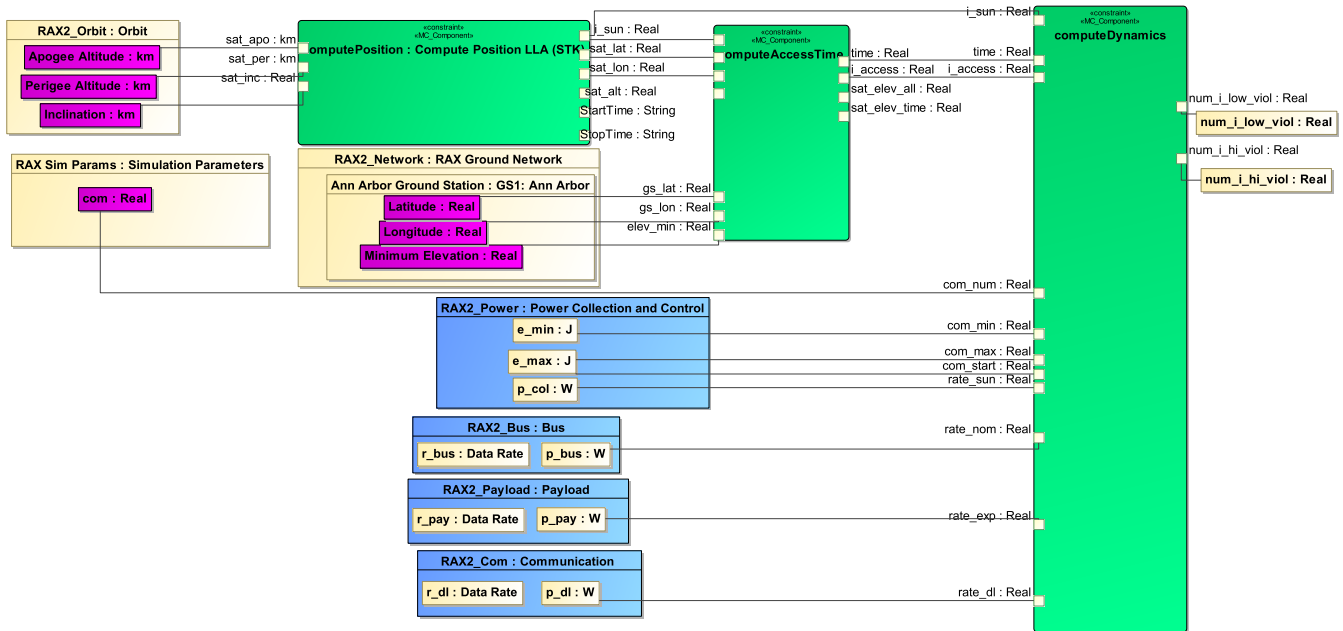 RAX2_Orbit : Orbit
Apogee Altitude : km
Perigee Altitude : km
Inclination : km
sat_apo : km
sat_per : km
sat_inc : Real
«constraint»
«MC_Component»
omputePosition : Compute Position LLA (STK)
i_sun : Real
sat_lat : Real
sat_lon : Real
sat_alt : Real
StartTime : String
StopTime : String
«constraint»
«MC_Component»
omputeAccessTime
time : Real
i_access : Real
sat_elev_all : Real
sat_elev_time : Real
i_sun : Real
time : Real
i_access : Real
«constraint»
«MC_Component»
computeDynamics
num_i_low_viol : Real
num_i_low_viol : Real
num_i_hi_viol : Real
num_i_hi_viol : Real
RAX Sim Params : Simulation Parameters
com : Real
RAX2_Network : RAX Ground Network
Ann Arbor Ground Station : GS1: Ann Arbor
Latitude : Real
Longitude : Real
Minimum Elevation : Real
gs_lat : Real
gs_lon : Real
elev_min : Real
com_num : Real
RAX2_Power : Power Collection and Control
e_min : J
e_max : J
p_col : W
com_min : Real
com_max : Real
com_start : Real
rate_sun : Real
RAX2_Bus : Bus
r_bus : Data Rate
p_bus : W
rate_nom : Real
RAX2_Payload : Payload
r_pay : Data Rate
p_pay : W
rate_exp : Real
RAX2_Com : Communication
r_dl : Data Rate
p_dl : W
rate_dl : Real